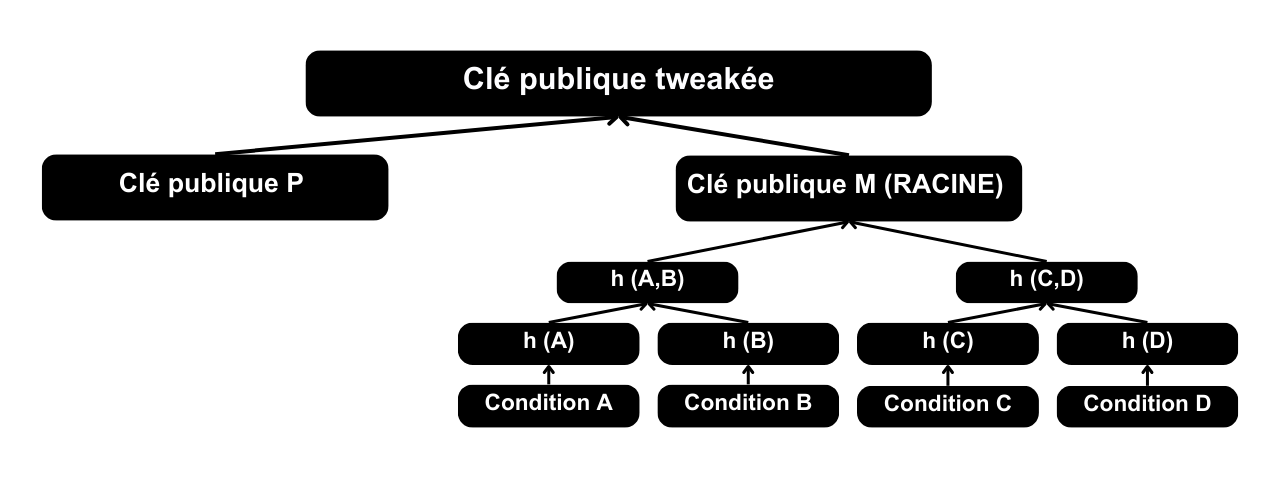 Clé publique tweakée
Clé publique P
Clé publique M (RACINE)
h (A,B)
h (C,D)
h (A)
h (B)
h (C)
h (D)
Condition A
Condition B
Condition C
Condition D